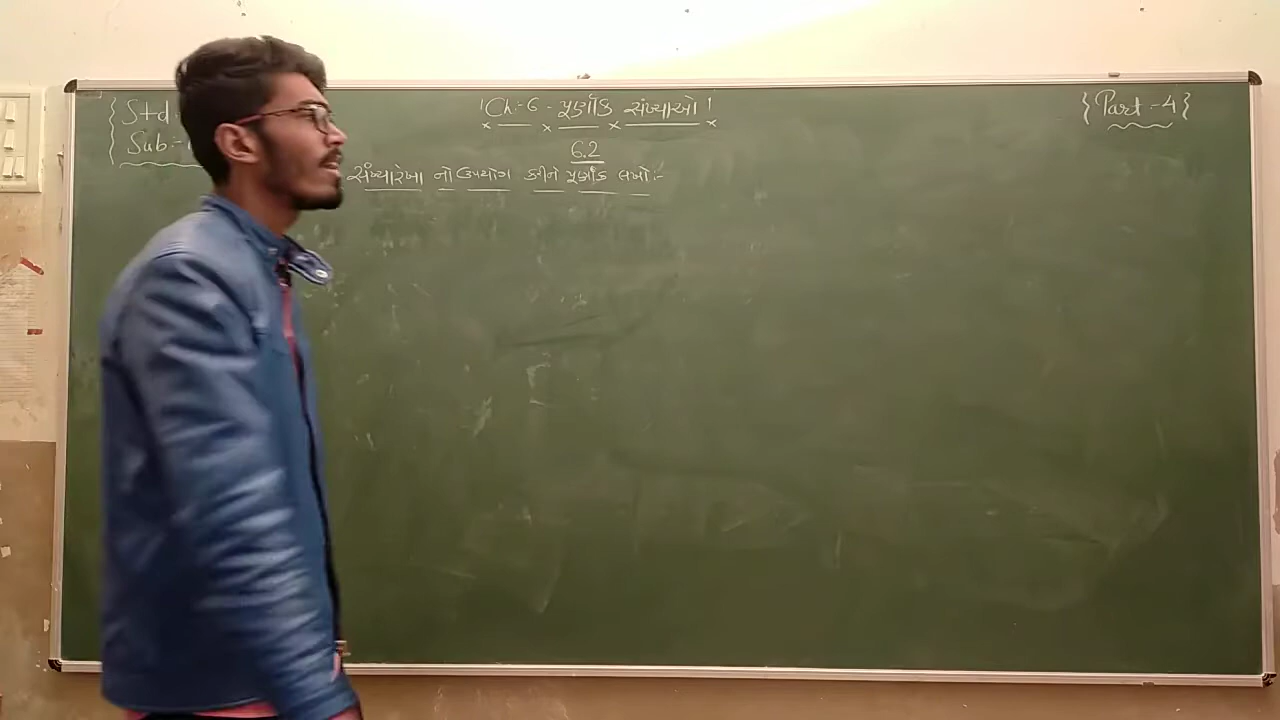 { Std.
'Ch:-6 - પૂર્ણાંક સંખ્યાઓ'
{Part:-4}
Sub:-
6.2
સંખ્યારેખા નો ઉપયોગ કરીને પૂર્ણાંક લખો:-